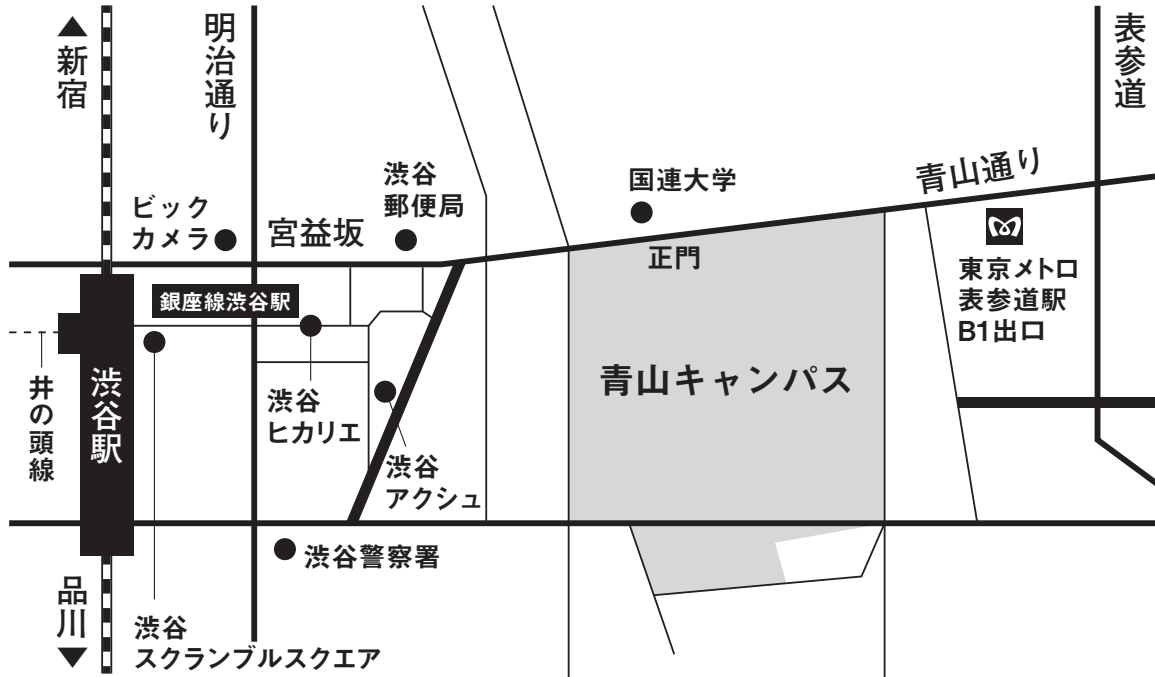 ▲新宿
明治通り
表参道
青山通り
国連大学
渋谷
郵便局
ビック
カメラ
宮益坂
正門
東京メトロ
表参道駅
B1出口
銀座線渋谷駅
青山キャンパス
井の頭線
渋谷駅
渋谷
ヒカリエ
渋谷
アクシュ
渋谷警察署
品川▼
渋谷
スクランブルスクエア